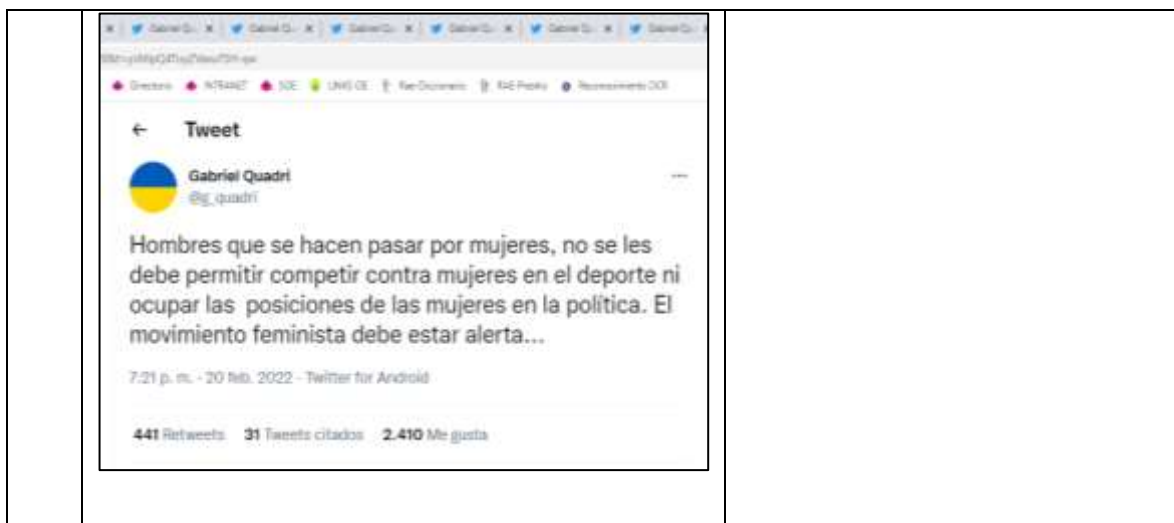 Tweet
Gabriel Quadri
@g_quadri
Hombres que se hacen pasar por mujeres, no se les
debe permitir competir contra mujeres en el deporte ni
ocupar las posiciones de las mujeres en la política. El
movimiento feminista debe estar alerta...
7:21 p. m. · 20 feb. 2022 · Twitter for Android
441 Retweets 31 Tweets citados 2.410 Me gusta